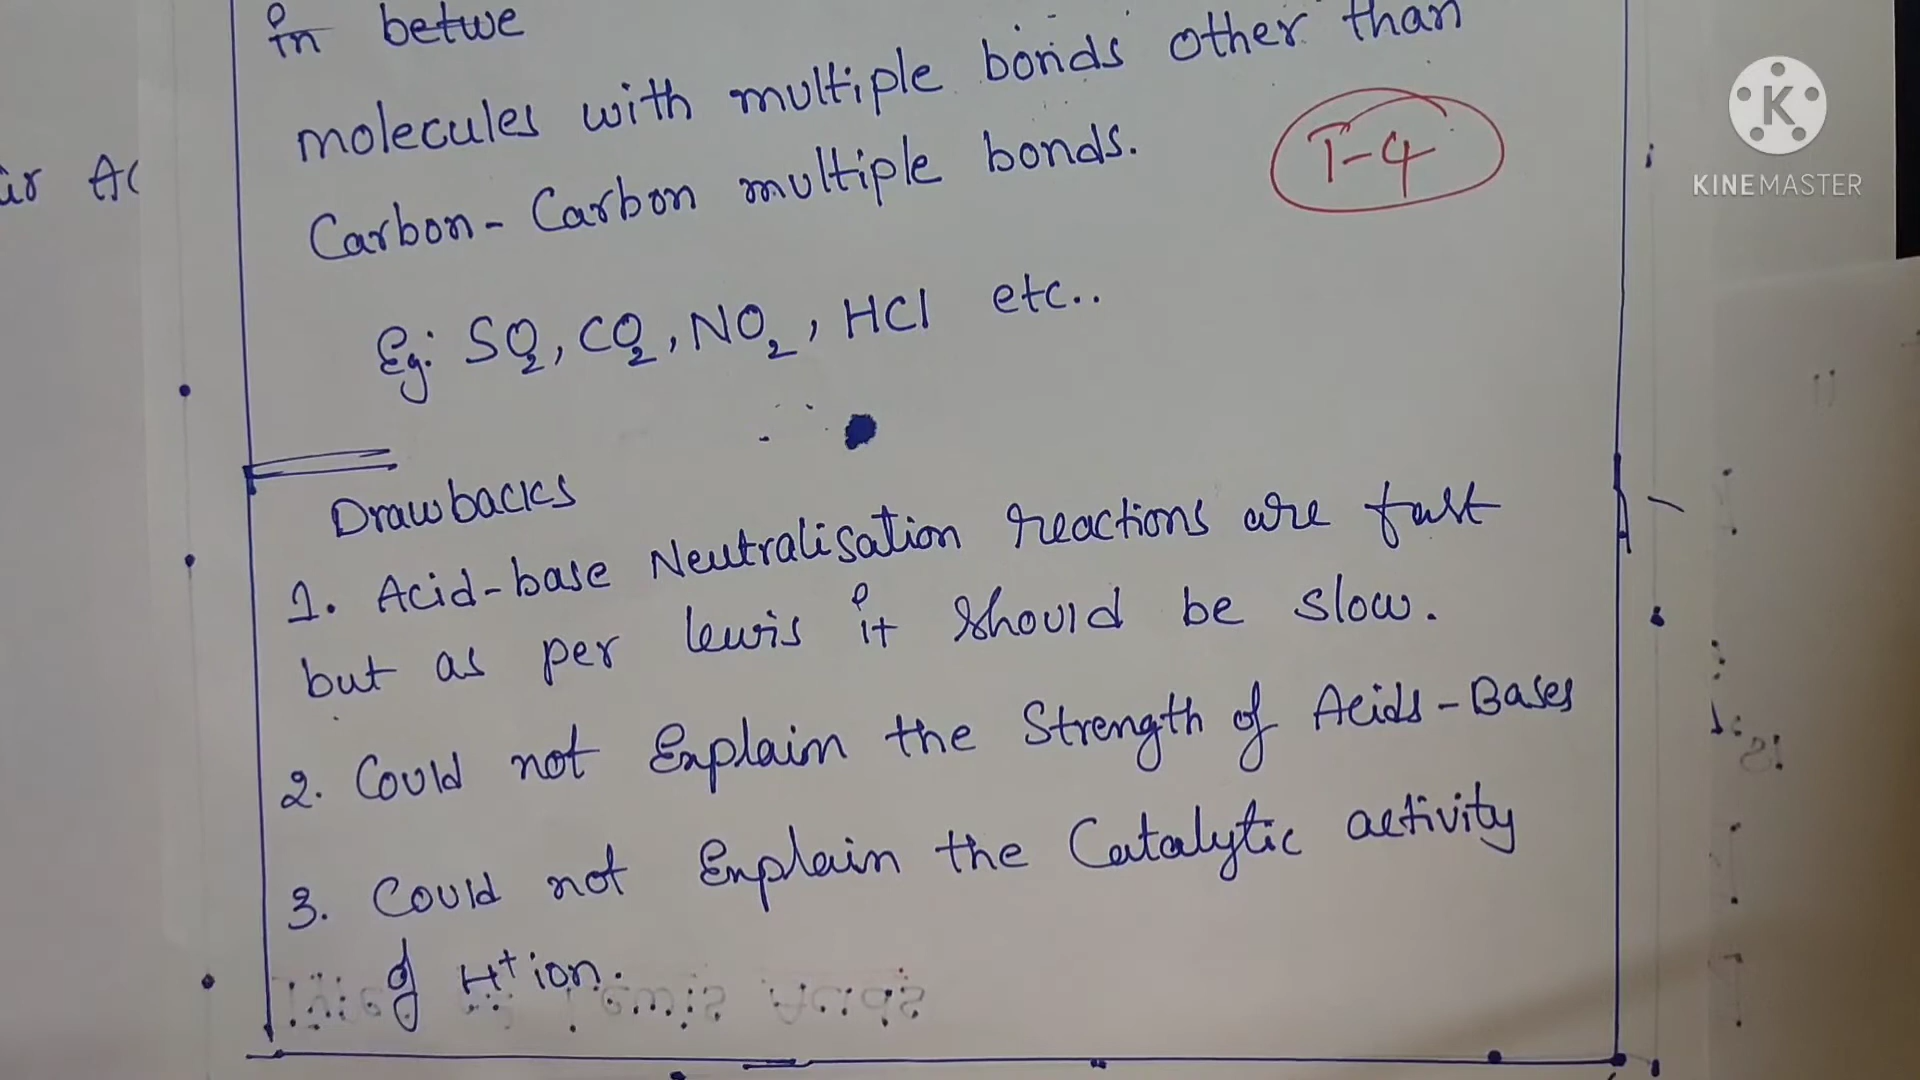 in betwe
molecules with multiple bonds other than
Carbon - Carbon multiple bonds.
T-4
K
KINEMASTER
Eg: SO2, CO2, NO2, HCl etc..
Drawbacks
1. Acid-base Neutralisation reactions are fast
but as per lewis it should be slow.
2. Could not Explain the Strength of Acids-Bases
3. Could not Explain the Catalytic activity
of H+ ion.